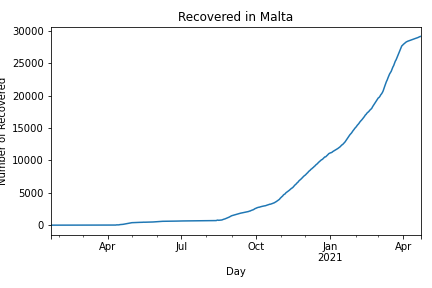 Recovered in Malta
30000
25000
20000
15000
10000
5000
0
Number of Recovered
Apr
Jul
Oct
Jan
2021
Apr
Day